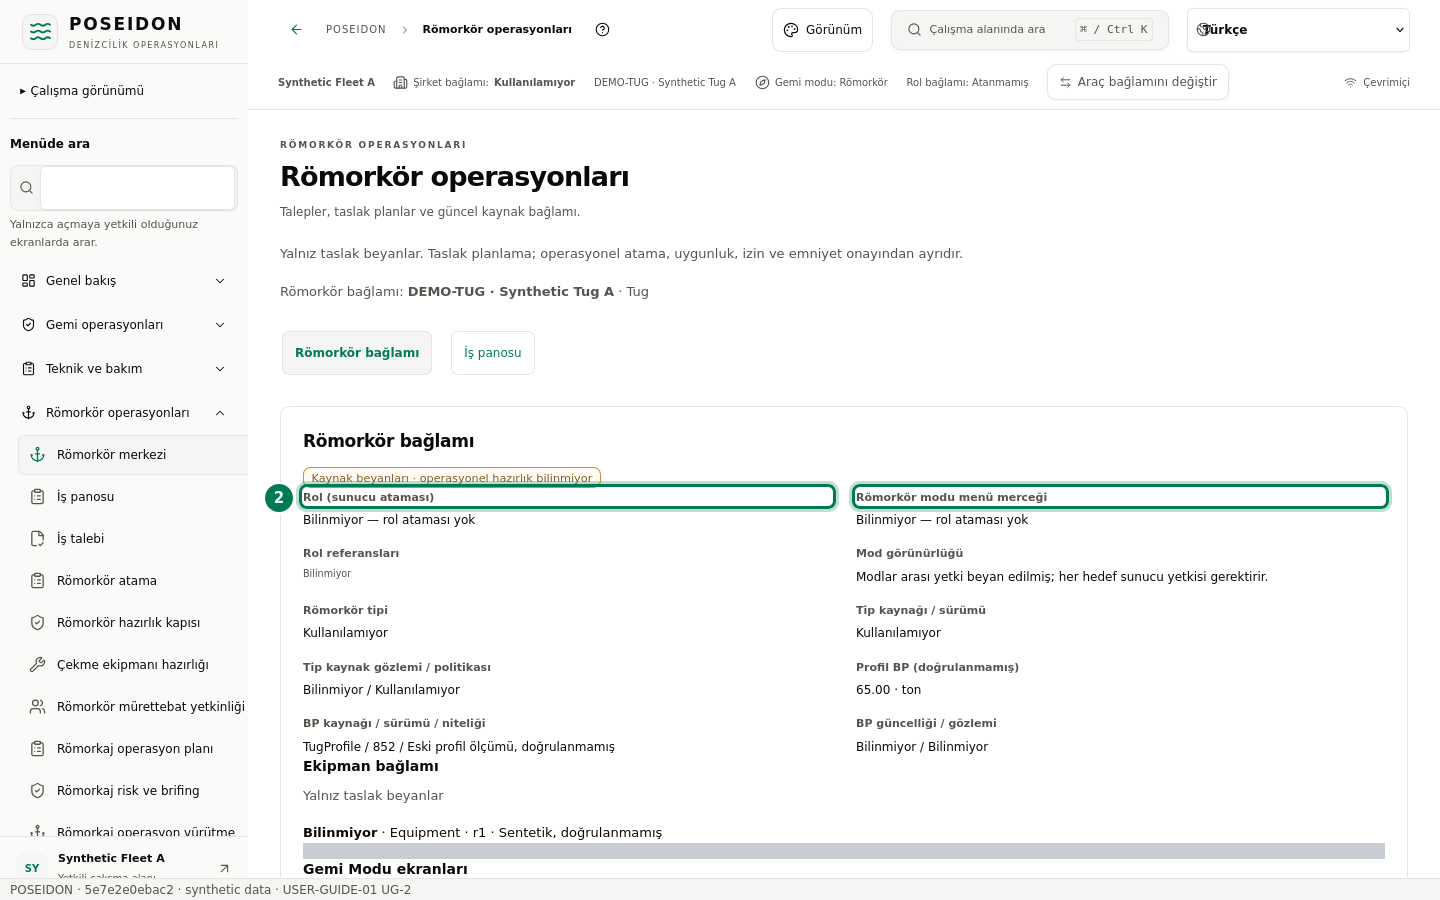 POSEIDON
DENİZCİLİK OPERASYONLARI
▸ Çalışma görünümü
Menüde ara
Yalnızca açmaya yetkili olduğunuz
ekranlarda arar.
Genel bakış
Gemi operasyonları
Teknik ve bakım
Römorkör operasyonları
Römorkör merkezi
İş panosu
İş talebi
Römorkör atama
Römorkör hazırlık kapısı
Çekme ekipmanı hazırlığı
Römorkör mürettebat yetkinliği
Römorkaj operasyon planı
Römorkaj risk ve brifing
Römorkaj operasyon yürütme
SY
Synthetic Fleet A
Yetkili çalışma alanı
POSEIDON
Römorkör operasyonları
Görünüm
Çalışma alanında ara
⌘ / Ctrl K
Türkçe
Synthetic Fleet A
Şirket bağlamı: Kullanılamıyor
DEMO-TUG · Synthetic Tug A
Gemi modu: Römorkör
Rol bağlamı: Atanmamış
Araç bağlamını değiştir
Çevrimiçi
RÖMORKÖR OPERASYONLARI
Römorkör operasyonları
Talepler, taslak planlar ve güncel kaynak bağlamı.
Yalnız taslak beyanlar. Taslak planlama; operasyonel atama, uygunluk, izin ve emniyet onayından ayrıdır.
Römorkör bağlamı: DEMO-TUG · Synthetic Tug A · Tug
Römorkör bağlamı
İş panosu
Römorkör bağlamı
Kaynak beyanları · operasyonel hazırlık bilinmiyor
2
Rol (sunucu ataması)
Bilinmiyor — rol ataması yok
Römorkör modu menü merceği
Bilinmiyor — rol ataması yok
Rol referansları
Bilinmiyor
Mod görünürlüğü
Modlar arası yetki beyan edilmiş; her hedef sunucu yetkisi gerektirir.
Römorkör tipi
Kullanılamıyor
Tip kaynağı / sürümü
Kullanılamıyor
Tip kaynak gözlemi / politikası
Bilinmiyor / Kullanılamıyor
Profil BP (doğrulanmamış)
65.00 · ton
BP kaynağı / sürümü / niteliği
TugProfile / 852 / Eski profil ölçümü, doğrulanmamış
BP güncelliği / gözlemi
Bilinmiyor / Bilinmiyor
Ekipman bağlamı
Yalnız taslak beyanlar
Bilinmiyor · Equipment · r1 · Sentetik, doğrulanmamış
Gemi Modu ekranları
POSEIDON · 5e7e2e0ebac2 · synthetic data · USER-GUIDE-01 UG-2